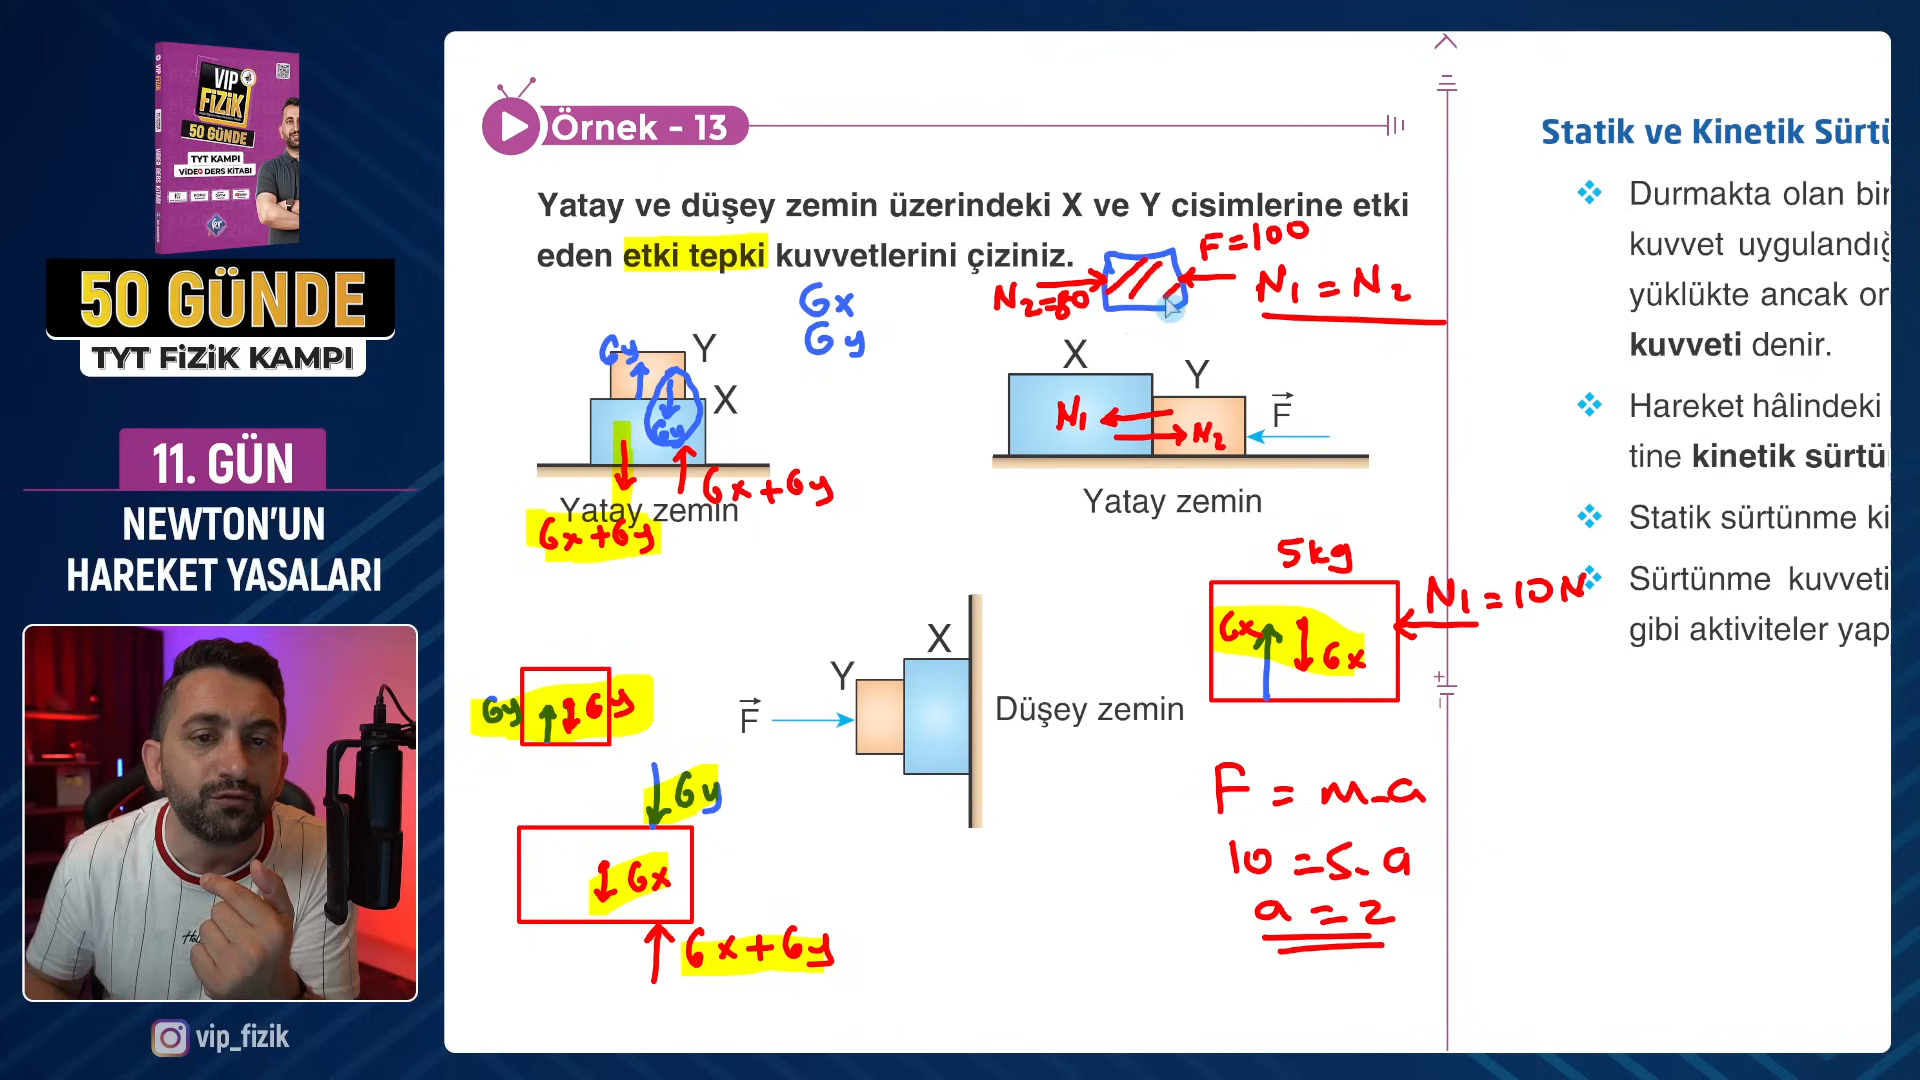 VIP
FİZİK
50 GÜNDE
TYT KAMPI
VİDEO DERS KİTABI
50 GÜNDE
TYT FiZiK KAMPI
11. GÜN
NEWTON'UN
HAREKET YASALARI
vip_fizik
Örnek - 13
Yatay ve düşey zemin üzerindeki X ve Y cisimlerine etki
eden etki tepki kuvvetlerini çiziniz.
F=100
N2=80
N1 = N2
Gx
Gy
Gy
Y
X
Gy
Gx+Gy
Yatay zemin
Gx+Gy
X
Y
F
N1
N2
Yatay zemin
5kg
N1=10N
Gx
Gx
X
Y
F
Düşey zemin
Gy
Gy
Gy
Gx
Gx+Gy
F = m.a
10 = 5.a
a = 2
Statik ve Kinetik Sürtü
Durmakta olan bir
kuvvet uygulandığ
yüklükte ancak
kuvveti denir.
Hareket hâlindeki
tine kinetik sürtü
Statik sürtünme ki
Sürtünme kuvveti
gibi aktiviteler yap